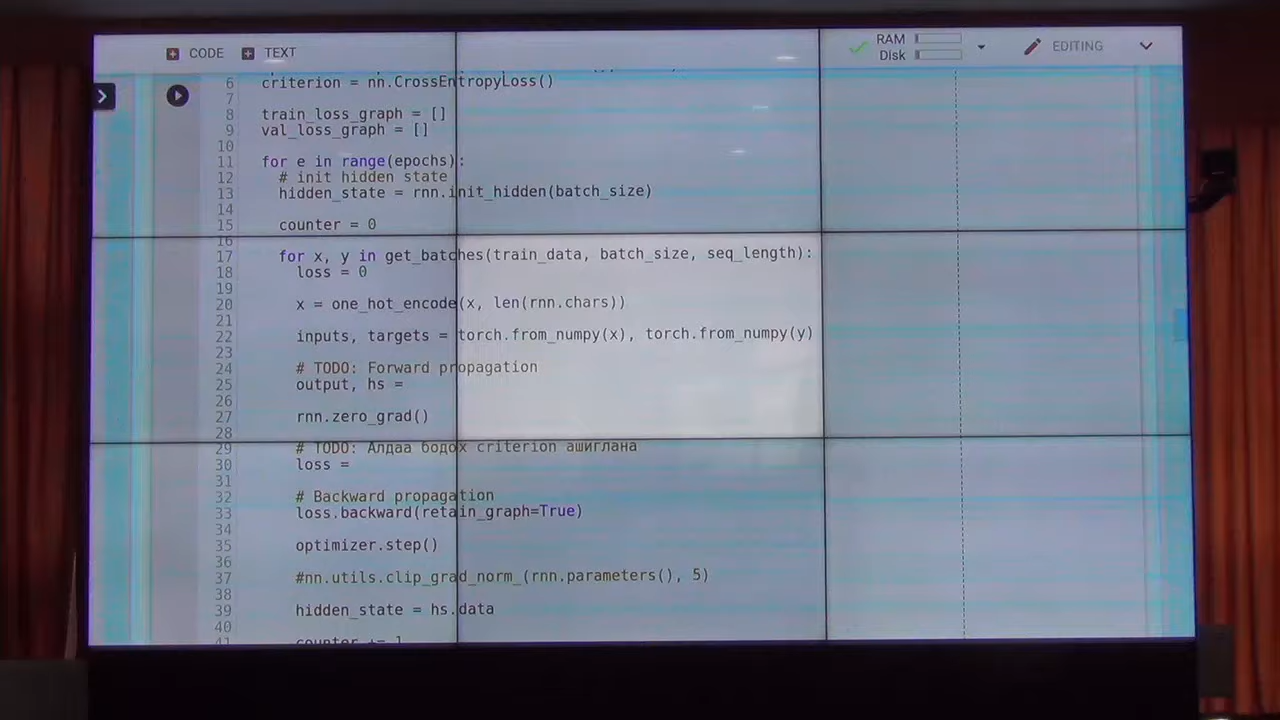 CODE TEXT
RAM
Disk
EDITING
6 criterion = nn.CrossEntropyLoss()
7
8 train_loss_graph = []
9 val_loss_graph = []
10
11 for e in range(epochs):
12 # init hidden state
13 hidden_state = rnn.init_hidden(batch_size)
14
15 counter = 0
16
17 for x, y in get_batches(train_data, batch_size, seq_length):
18 loss = 0
19
20 x = one_hot_encode(x, len(rnn.chars))
21
22 inputs, targets = torch.from_numpy(x), torch.from_numpy(y)
23
24 # TODO: Forward propagation
25 output, hs =
26
27 rnn.zero_grad()
28
29 # TODO: Алдаа бодох criterion ашиглана
30 loss =
31
32 # Backward propagation
33 loss.backward(retain_graph=True)
34
35 optimizer.step()
36
37 #nn.utils.clip_grad_norm_(rnn.parameters(), 5)
38
39 hidden_state = hs.data
40
41 counter += 1